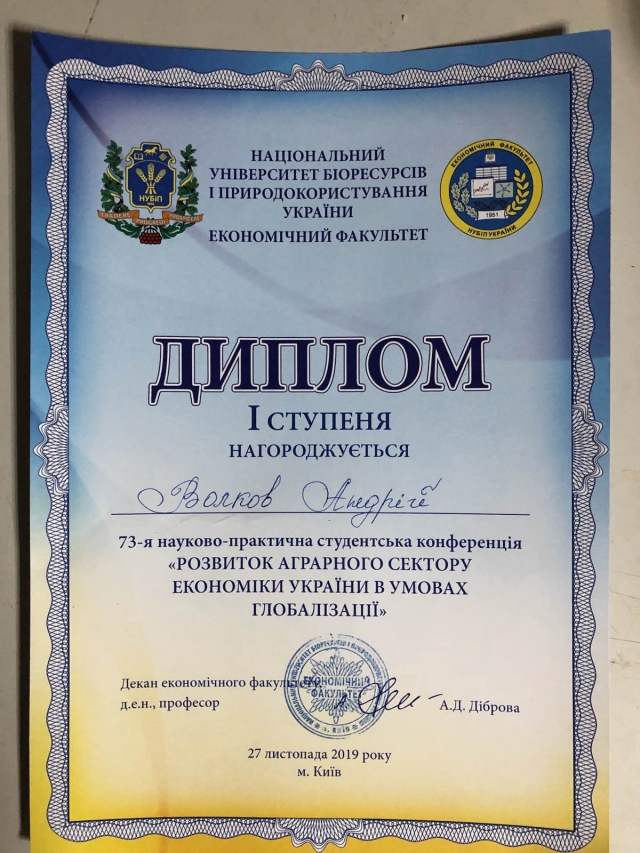 НАЦІОНАЛЬНИЙ
УНІВЕРСИТЕТ БІОРЕСУРСІВ
І ПРИРОДОКОРИСТУВАННЯ
УКРАЇНИ
ЕКОНОМІЧНИЙ ФАКУЛЬТЕТ
НУБІП
ЕКОНОМІЧНИЙ ФАКУЛЬТЕТ
1951
НУБІП УКРАЇНИ
ДИПЛОМ
І СТУПЕНЯ
НАГОРОДЖУЄТЬСЯ
Волков Андрій
73-я науково-практична студентська конференція
«РОЗВИТОК АГРАРНОГО СЕКТОРУ
ЕКОНОМІКИ УКРАЇНИ В УМОВАХ
ГЛОБАЛІЗАЦІЇ»
Декан економічного факультету,
д.е.н., професор
ЕКОНОМІЧНИЙ
ФАКУЛЬТЕТ
А.Д. Діброва
27 листопада 2019 року
м. Київ